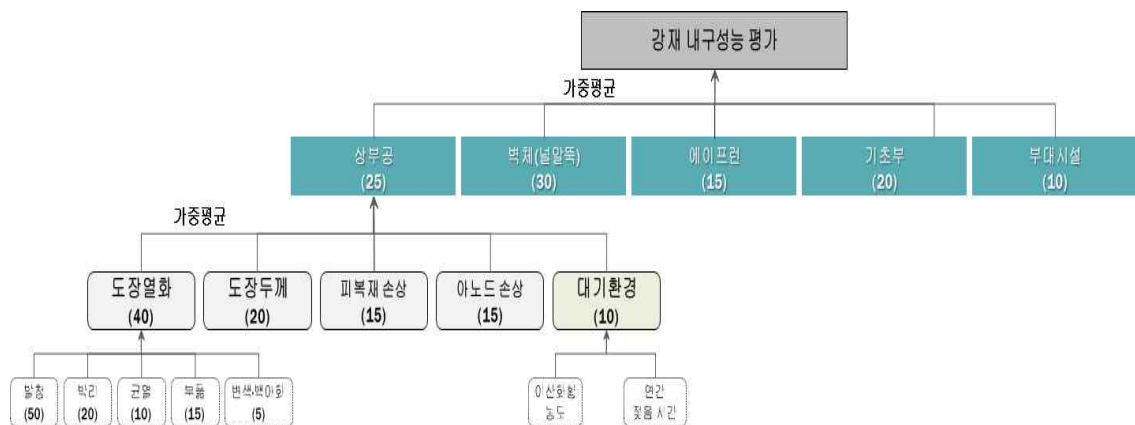 강재 내구성능 평가
가중평균
상부공
(25)
벽체(널말뚝)
(30)
에이프런
(15)
기초부
(20)
부대시설
(10)
가중평균
도장열화
(40)
도장두께
(20)
피복재 손상
(15)
아노드 손상
(15)
대기환경
(10)
발청
(50)
박리
(20)
균열
(10)
부풂
(15)
변색·백아화
(5)
이산화황
농도
연간
젖음 시간